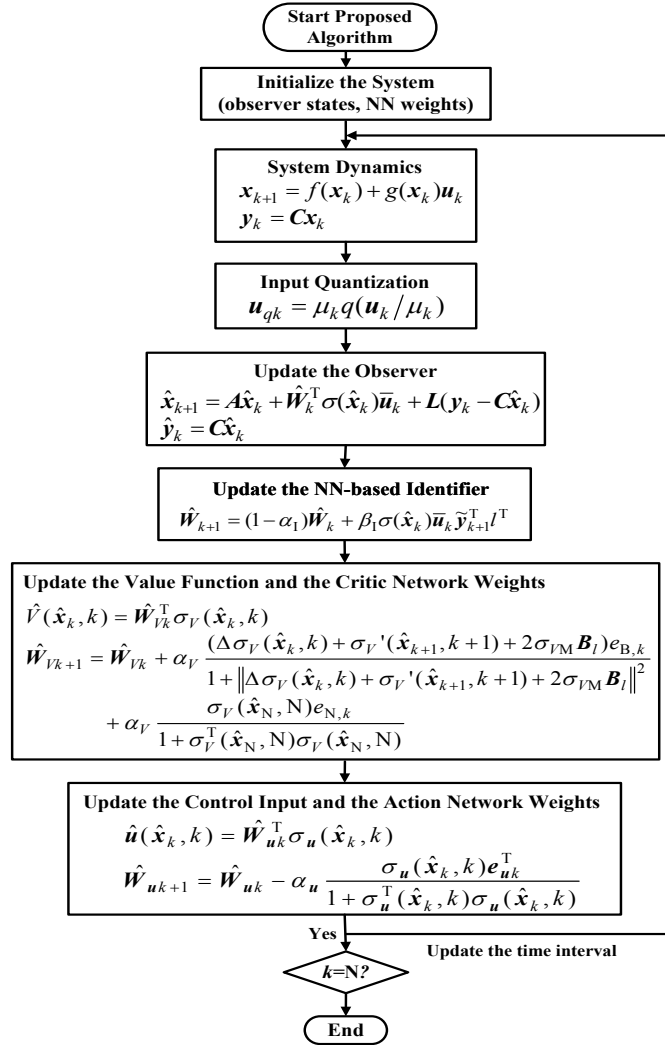 Start Proposed
Algorithm
Initialize the System
(observer states, NN weights)
System Dynamics
x_{k+1} = f(x_k) + g(x_k)u_k
y_k = Cx_k
Input Quantization
u_{qk} = μ_k q(u_k/μ_k)
Update the Observer
x̂_{k+1} = Ax̂_k + Ŵ_k^T σ(x̂_k)ū_k + L(y_k − Cx̂_k)
ŷ_k = Cx̂_k
Update the NN-based Identifier
Ŵ_{k+1} = (1−α_I)Ŵ_k + β_I σ(x̂_k)ū_k ỹ_{k+1}^T l^T
Update the Value Function and the Critic Network Weights
V̂(x̂_k, k) = Ŵ_{Vk}^T σ_V(x̂_k, k)
Ŵ_{Vk+1} = Ŵ_{Vk} + α_V (Δσ_V(x̂_k, k) + σ_V'(x̂_{k+1}, k+1) + 2σ_{VM} B_l)e_{B,k} / (1 + ‖Δσ_V(x̂_k, k) + σ_V'(x̂_{k+1}, k+1) + 2σ_{VM} B_l‖^2)
+ α_V σ_V(x̂_N, N)e_{N,k} / (1 + σ_V^T(x̂_N, N)σ_V(x̂_N, N))
Update the Control Input and the Action Network Weights
û(x̂_k, k) = Ŵ_{uk}^T σ_u(x̂_k, k)
Ŵ_{uk+1} = Ŵ_{uk} − α_u σ_u(x̂_k, k)e_{uk}^T / (1 + σ_u^T(x̂_k, k)σ_u(x̂_k, k))
Yes
Update the time interval
k=N?
End